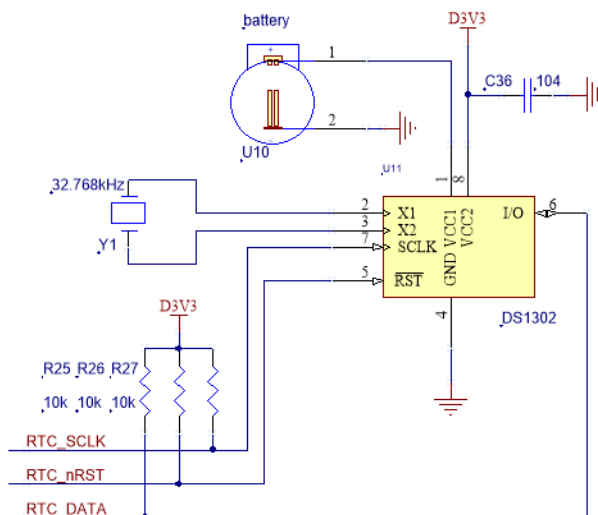 battery
D3V3
1
C36 104
2
U10
U11
1 8
32.768kHz
2 X1
3 X2
7 SCLK
5 RST
GND VCC1
VCC2
I/O 6
Y1
4
DS1302
D3V3
R25 R26 R27
10k 10k 10k
RTC_SCLK
RTC_nRST
RTC_DATA